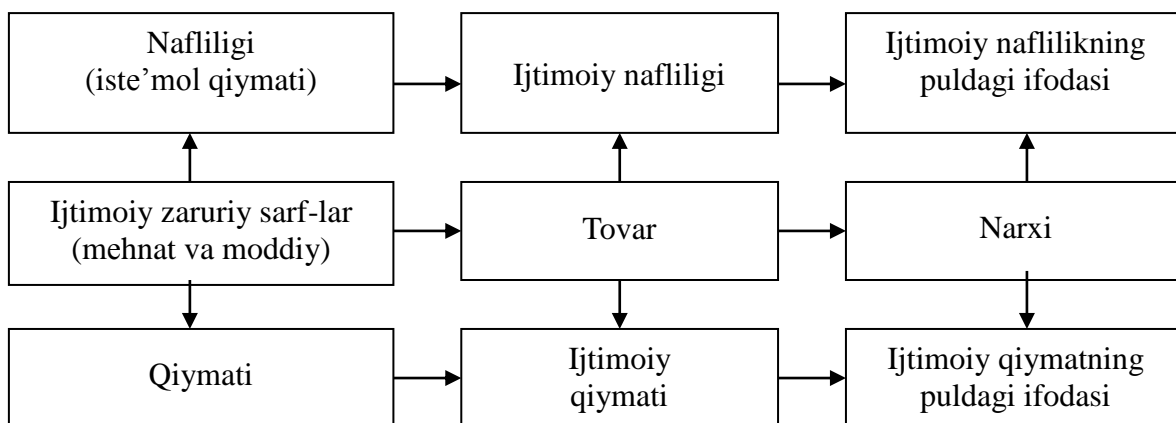 Nafliligi
(iste’mol qiymati)
Ijtimoiy nafliligi
Ijtimoiy naflilikning
puldagi ifodasi
Ijtimoiy zaruriy sarf-lar
(mehnat va moddiy)
Tovar
Narxi
Qiymati
Ijtimoiy
qiymati
Ijtimoiy qiymatning
puldagi ifodasi